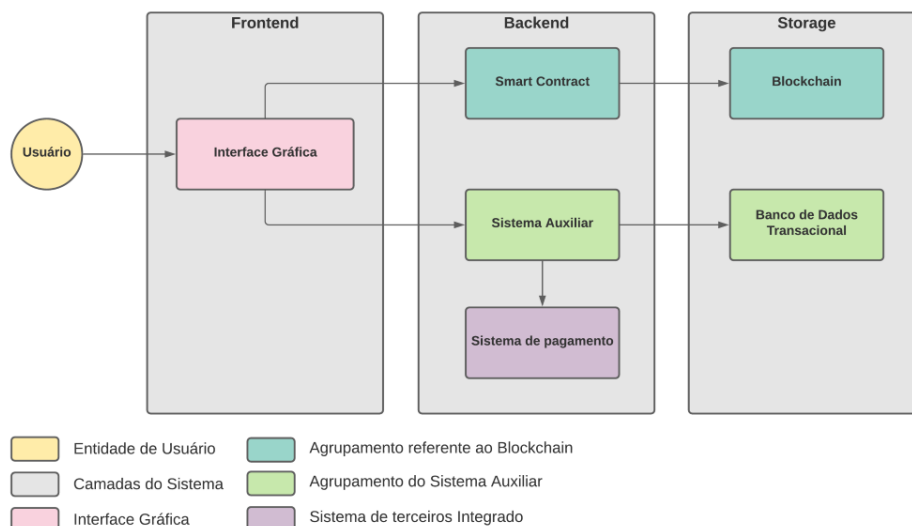 Frontend
Backend
Storage
Smart Contract
Blockchain
Usuário
Interface Gráfica
Sistema Auxiliar
Banco de Dados
Transacional
Sistema de pagamento
Entidade de Usuário
Agrupamento referente ao Blockchain
Camadas do Sistema
Agrupamento do Sistema Auxiliar
Interface Gráfica
Sistema de terceiros Integrado